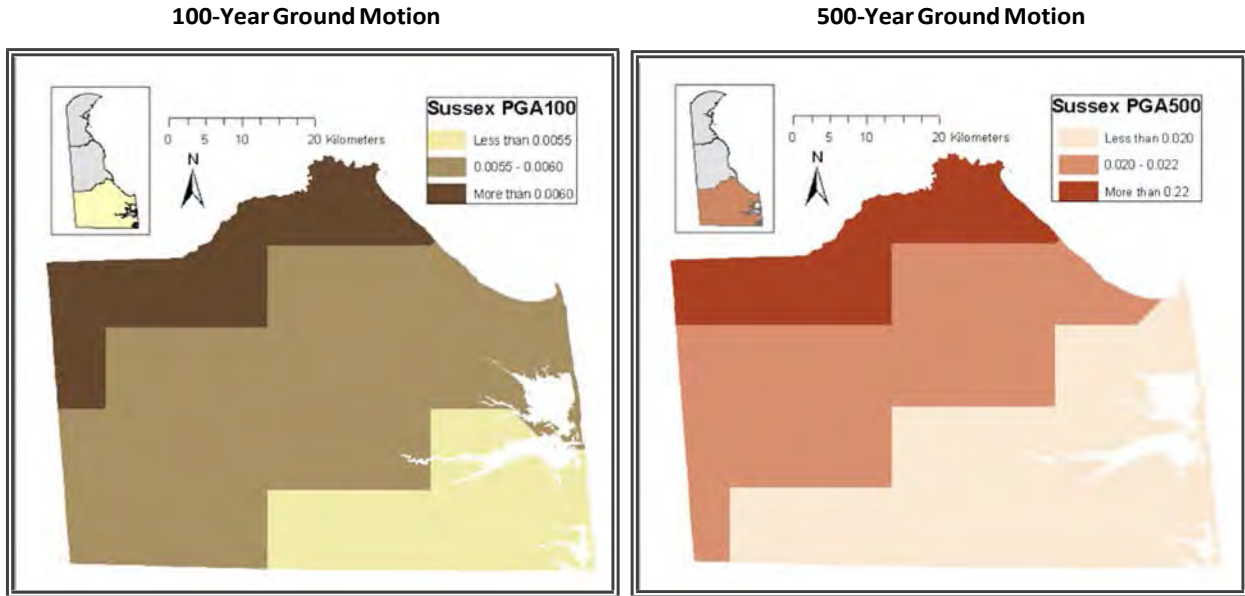 100-Year Ground Motion
500-Year Ground Motion
Sussex PGA100
Less than 0.0055
0.0055 - 0.0060
More than 0.0060
0 5 10 20 Kilometers
N
Sussex PGA500
Less than 0.020
0.020 - 0.022
More than 0.22
0 5 10 20 Kilometers
N